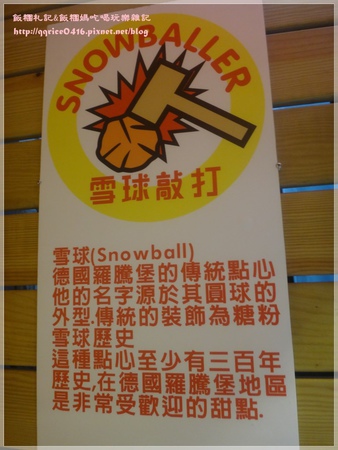 飯糰札記&飯糰媽吃喝玩樂雜記
http://qqrice0416.pixnet.net/blog
SNOWBALLER
雪球敲打
雪球(Snowball)
德國羅騰堡的傳統點心
他的名字源於其圓球的
外型.傳統的裝飾為糖粉
雪球歷史
這種點心至少有三百年
歷史,在德國羅騰堡地區
是非常受歡迎的甜點.